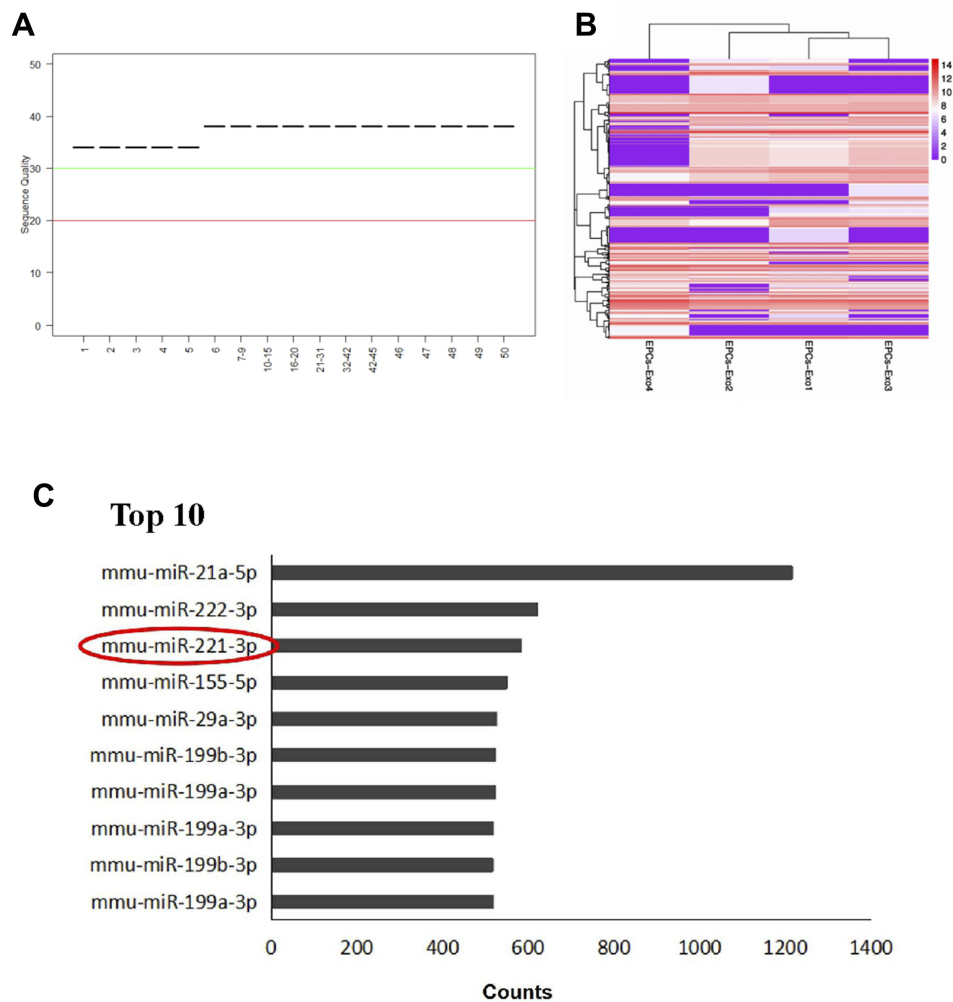 A
50
40
30
20
10
0
Sequence Quality
1
2
3
4
5
6
7-9
10-15
16-20
21-31
32-42
42-45
46
47
48
49
50
B
14
12
10
8
6
4
2
0
EPCs-Exo4
EPCs-Exo2
EPCs-Exo1
EPCs-Exo3
C
Top 10
mmu-miR-21a-5p
mmu-miR-222-3p
mmu-miR-221-3p
mmu-miR-155-5p
mmu-miR-29a-3p
mmu-miR-199b-3p
mmu-miR-199a-3p
mmu-miR-199a-3p
mmu-miR-199b-3p
mmu-miR-199a-3p
0 200 400 600 800 1000 1200 1400
Counts